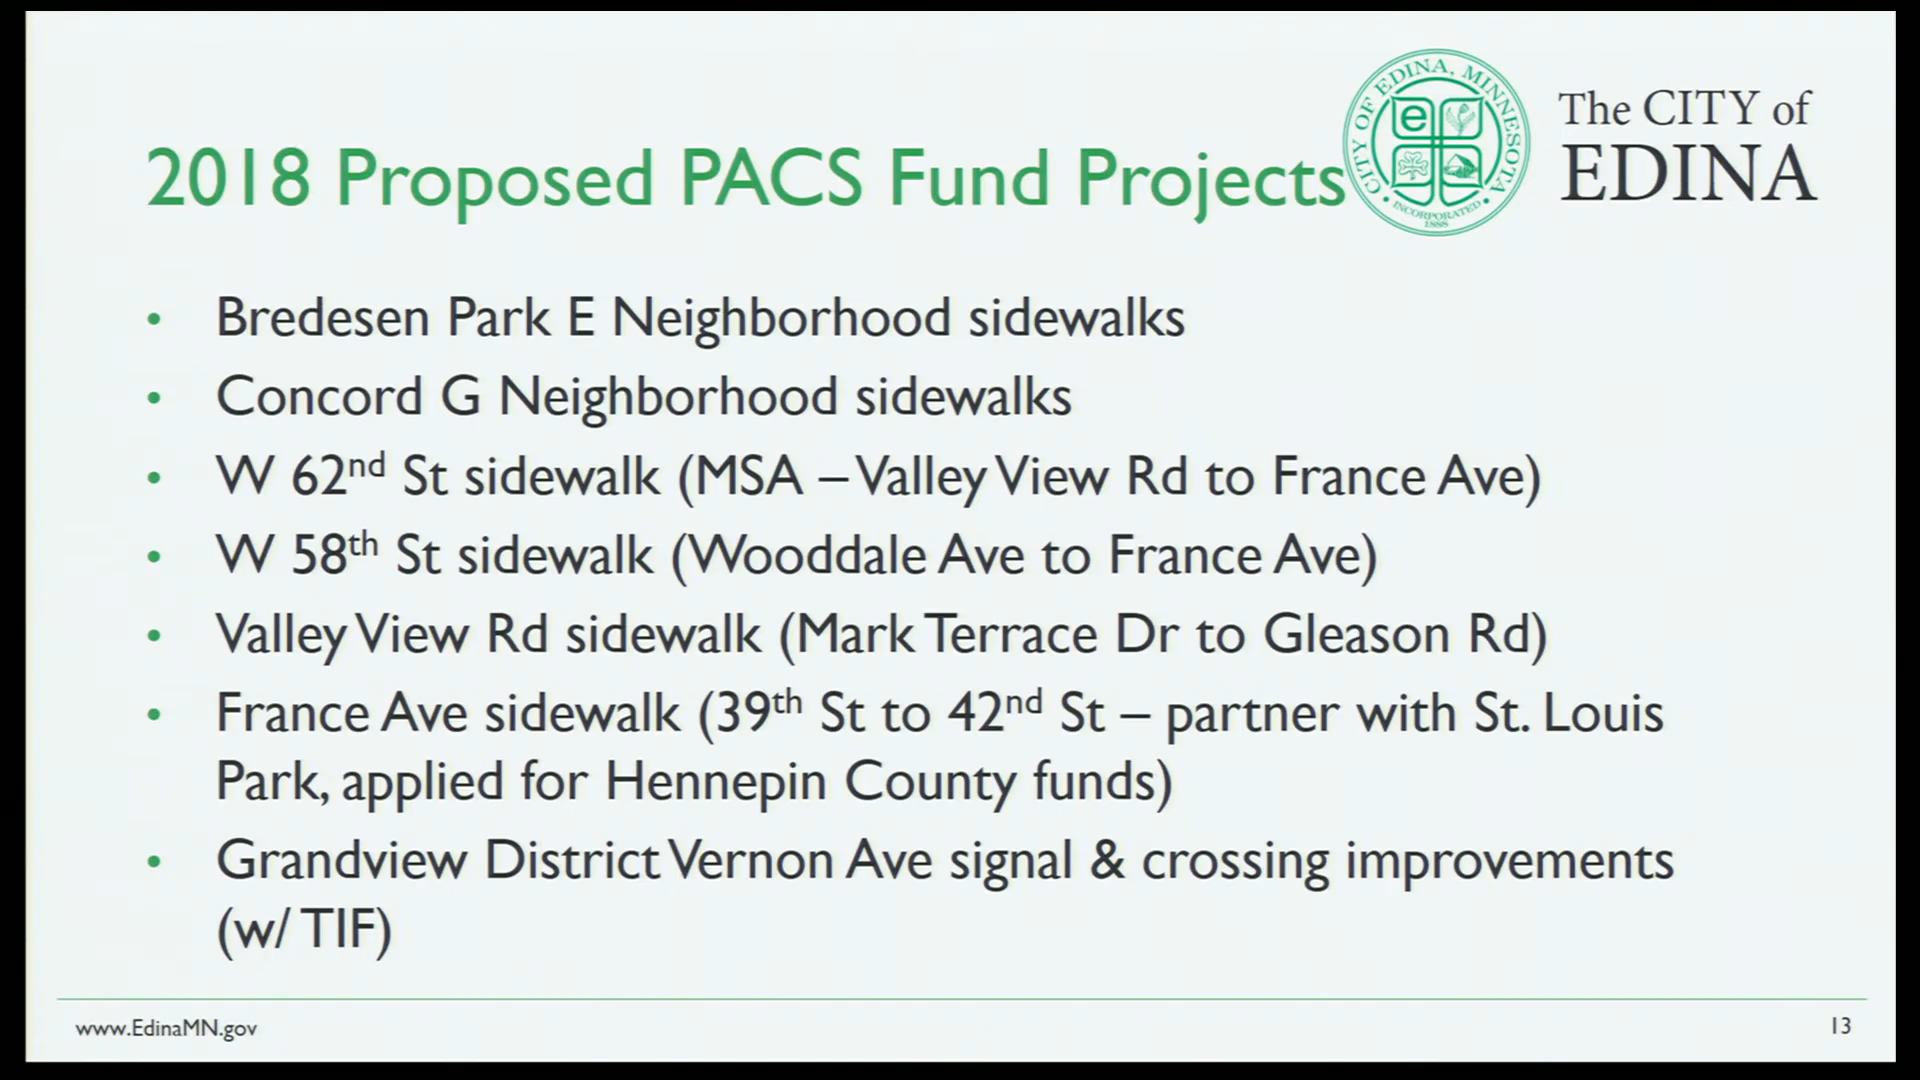 2018 Proposed PACS Fund Projects
CITY OF EDINA, MINNESOTA
e
• INCORPORATED •
1888
The CITY of
EDINA
• Bredesen Park E Neighborhood sidewalks
• Concord G Neighborhood sidewalks
• W 62nd St sidewalk (MSA – Valley View Rd to France Ave)
• W 58th St sidewalk (Wooddale Ave to France Ave)
• Valley View Rd sidewalk (Mark Terrace Dr to Gleason Rd)
• France Ave sidewalk (39th St to 42nd St – partner with St. Louis
Park, applied for Hennepin County funds)
• Grandview District Vernon Ave signal & crossing improvements
(w/ TIF)
www.EdinaMN.gov
13